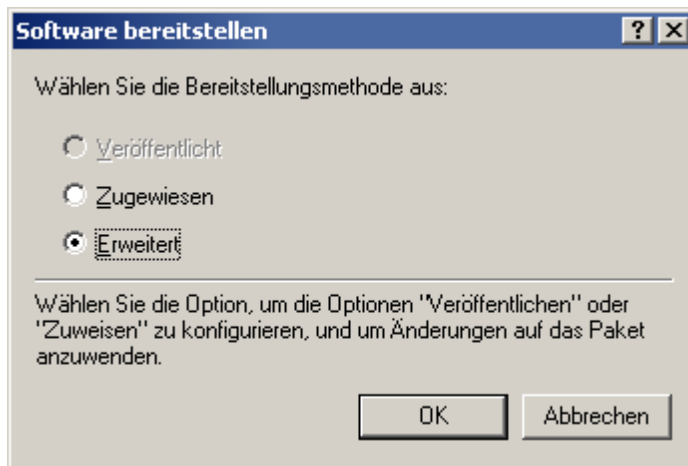 Software bereitstellen
Wählen Sie die Bereitstellungsmethode aus:
Veröffentlicht
Zugewiesen
Erweitert
Wählen Sie die Option, um die Optionen "Veröffentlichen" oder
"Zuweisen" zu konfigurieren, und um Änderungen auf das Paket
anzuwenden.
OK Abbrechen